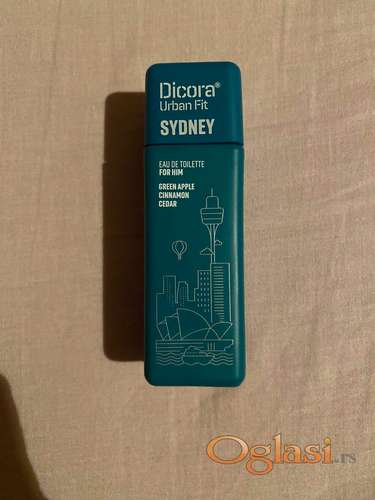 Dicora®
Urban Fit
SYDNEY
EAU DE TOILETTE
FOR HIM
GREEN APPLE
CINNAMON
CEDAR
Oglasi.rs